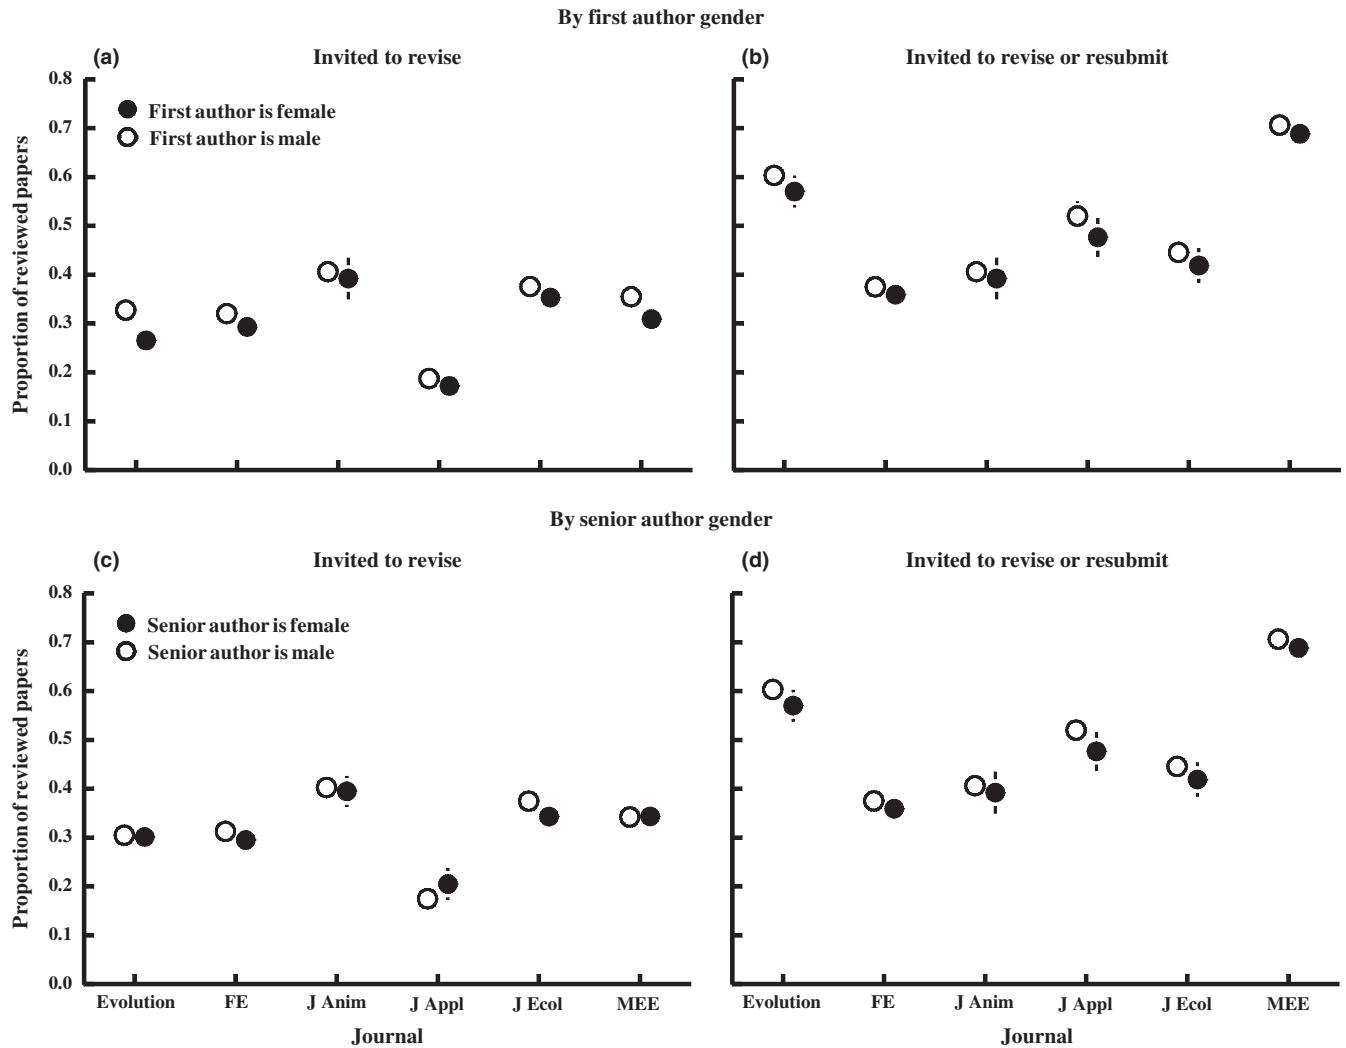 By first author gender
(a) Invited to revise
(b) Invited to revise or resubmit
Proportion of reviewed papers
0.8
0.7
0.6
0.5
0.4
0.3
0.2
0.1
0.0
First author is female
First author is male
By senior author gender
(c) Invited to revise
(d) Invited to revise or resubmit
Proportion of reviewed papers
0.8
0.7
0.6
0.5
0.4
0.3
0.2
0.1
0.0
Senior author is female
Senior author is male
Evolution FE J Anim J Appl J Ecol MEE
Journal
Evolution FE J Anim J Appl J Ecol MEE
Journal